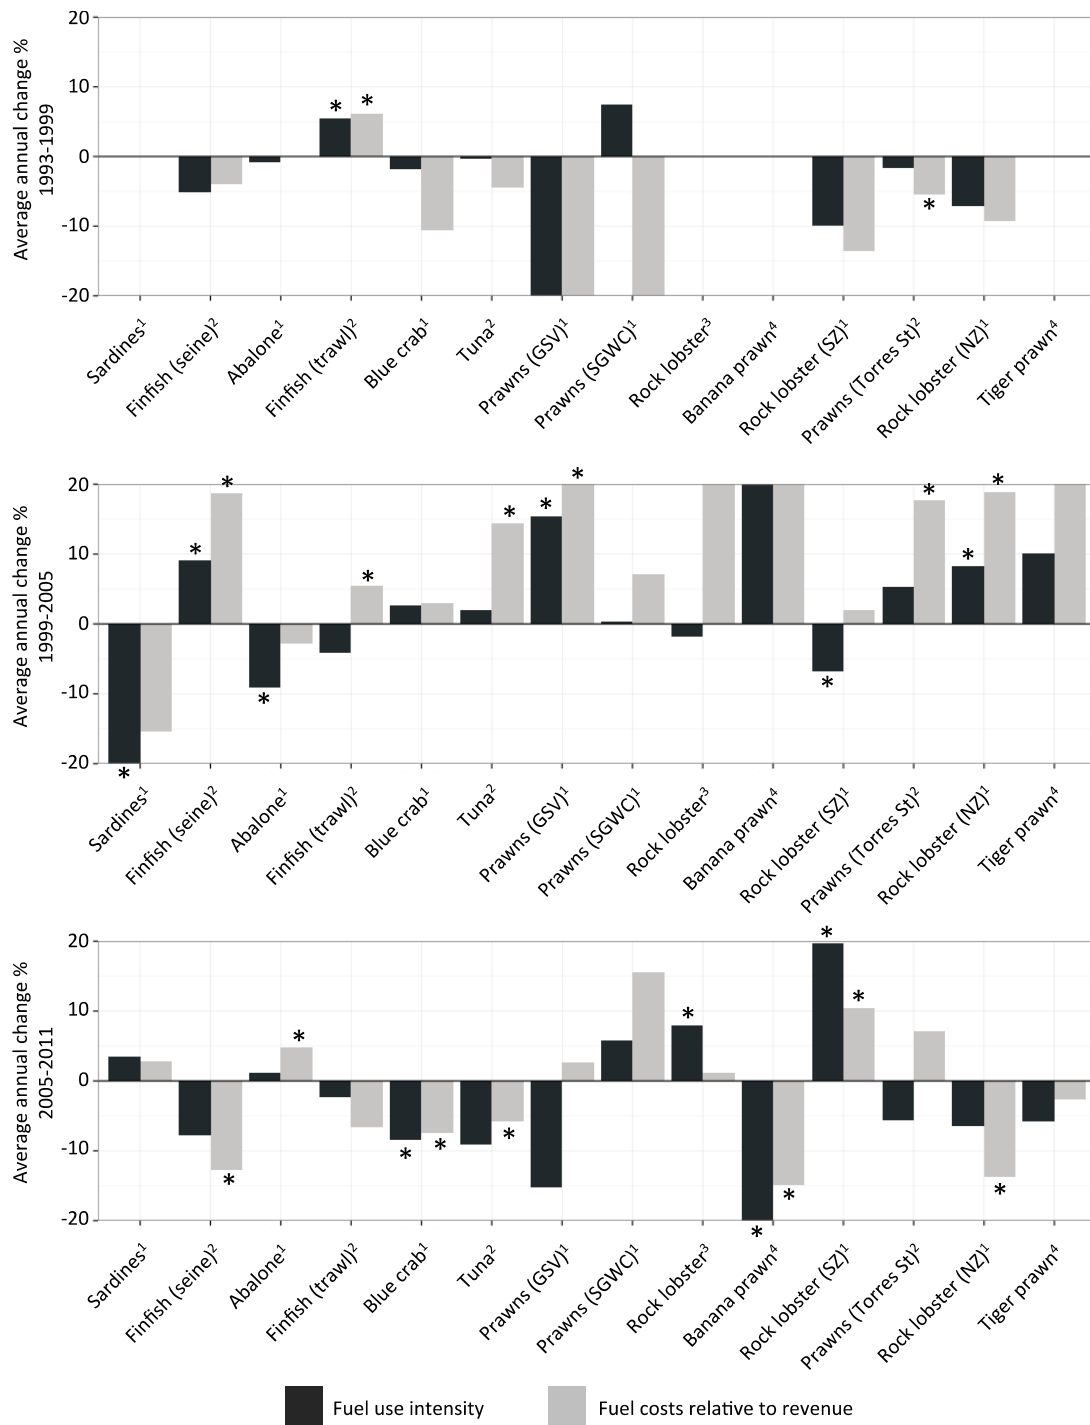 20
10
0
-10
-20
Average annual change %
1993-1999
Sardines¹
Finfish (seine)²
Abalone¹
Finfish (trawl)²
Blue crab¹
Tuna²
Prawns (GSV)¹
Prawns (SGWC)¹
Rock lobster³
Banana prawn⁴
Rock lobster (SZ)¹
Prawns (Torres St)²
Rock lobster (NZ)¹
Tiger prawn⁴
* *
*
20
10
0
-10
-20
Average annual change %
1999-2005
Sardines¹
Finfish (seine)²
Abalone¹
Finfish (trawl)²
Blue crab¹
Tuna²
Prawns (GSV)¹
Prawns (SGWC)¹
Rock lobster³
Banana prawn⁴
Rock lobster (SZ)¹
Prawns (Torres St)²
Rock lobster (NZ)¹
Tiger prawn⁴
* * * * * * * * * * * *
20
10
0
-10
-20
Average annual change %
2005-2011
Sardines¹
Finfish (seine)²
Abalone¹
Finfish (trawl)²
Blue crab¹
Tuna²
Prawns (GSV)¹
Prawns (SGWC)¹
Rock lobster³
Banana prawn⁴
Rock lobster (SZ)¹
Prawns (Torres St)²
Rock lobster (NZ)¹
Tiger prawn⁴
* * * * * * * * * * *
Fuel use intensity
Fuel costs relative to revenue